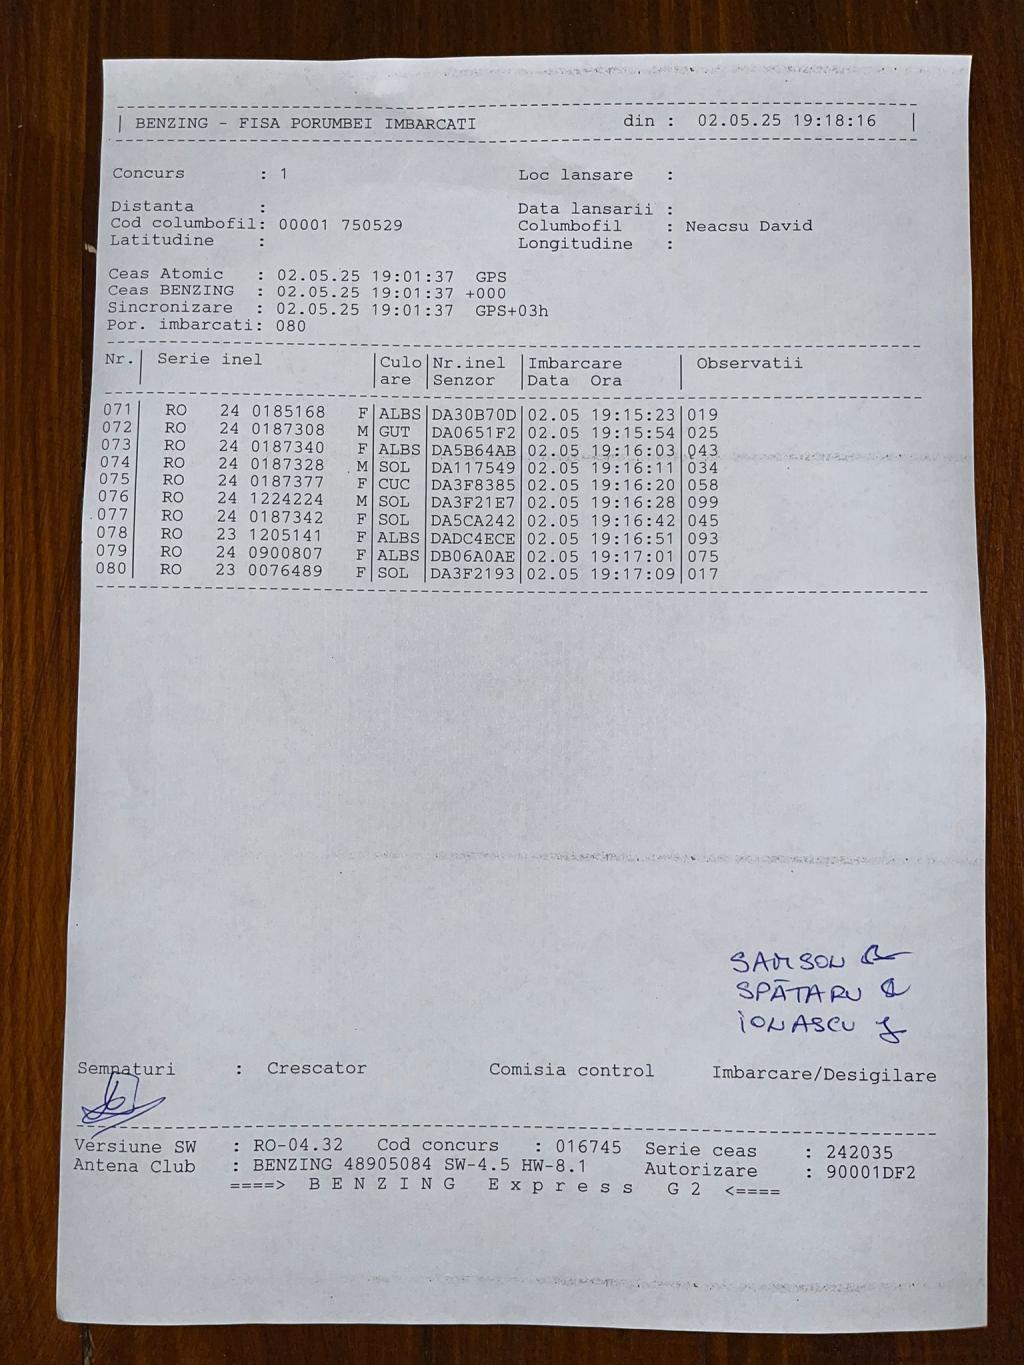 BENZING - FISA PORUMBEI IMBARCATI din : 02.05.25 19:18:16
Concurs : 1 Loc lansare :
Distanta : Data lansarii :
Cod columbofil: 00001 750529 Columbofil : Neacsu David
Latitudine : Longitudine :
Ceas Atomic : 02.05.25 19:01:37 GPS
Ceas BENZING : 02.05.25 19:01:37 +000
Sincronizare : 02.05.25 19:01:37 GPS+03h
Por. imbarcati: 080
Nr.| Serie inel |Culo|Nr.inel |Imbarcare | Observatii
|are |Senzor |Data Ora |
071| RO 24 0185168 F|ALBS|DA30B70D|02.05 19:15:23|019
072| RO 24 0187308 M|GUT |DA0651F2|02.05 19:15:54|025
073| RO 24 0187340 F|ALBS|DA5B64AB|02.05 19:16:03|043
074| RO 24 0187328 M|SOL |DA117549|02.05 19:16:11|034
075| RO 24 0187377 F|CUC |DA3F8385|02.05 19:16:20|058
076| RO 24 1224224 M|SOL |DA3F21E7|02.05 19:16:28|099
077| RO 24 0187342 F|SOL |DA5CA242|02.05 19:16:42|045
078| RO 23 1205141 F|ALBS|DADC4ECE|02.05 19:16:51|093
079| RO 24 0900807 F|ALBS|DB06A0AE|02.05 19:17:01|075
080| RO 23 0076489 F|SOL |DA3F2193|02.05 19:17:09|017
SAMSON
SPĂTARU
IONASCU
Semnaturi : Crescator Comisia control Imbarcare/Desigilare
Versiune SW : RO-04.32 Cod concurs : 016745 Serie ceas : 242035
Antena Club : BENZING 48905084 SW-4.5 HW-8.1 Autorizare : 90001DF2
====> B E N Z I N G E x p r e s s G 2 <====